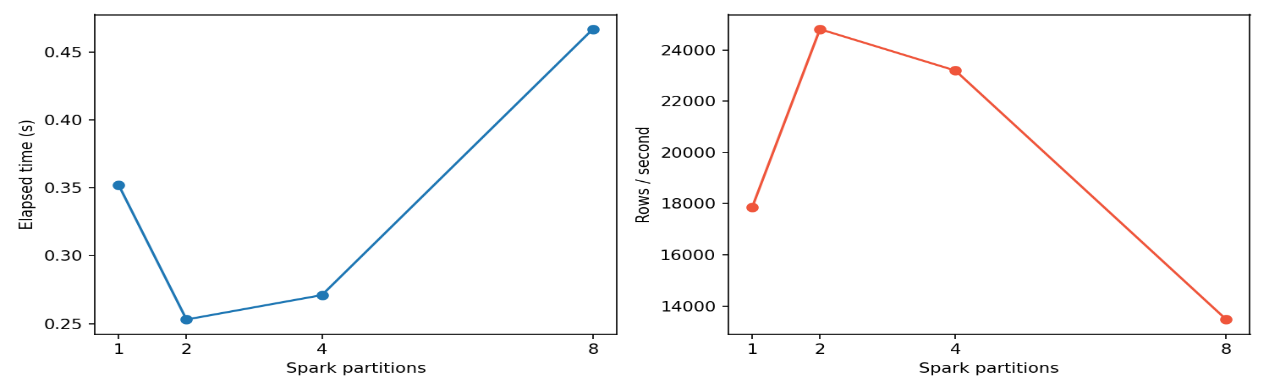 Elapsed time (s)
0.45
0.40
0.35
0.30
0.25
1 2 4 8
Spark partitions
Rows / second
24000
22000
20000
18000
16000
14000
1 2 4 8
Spark partitions